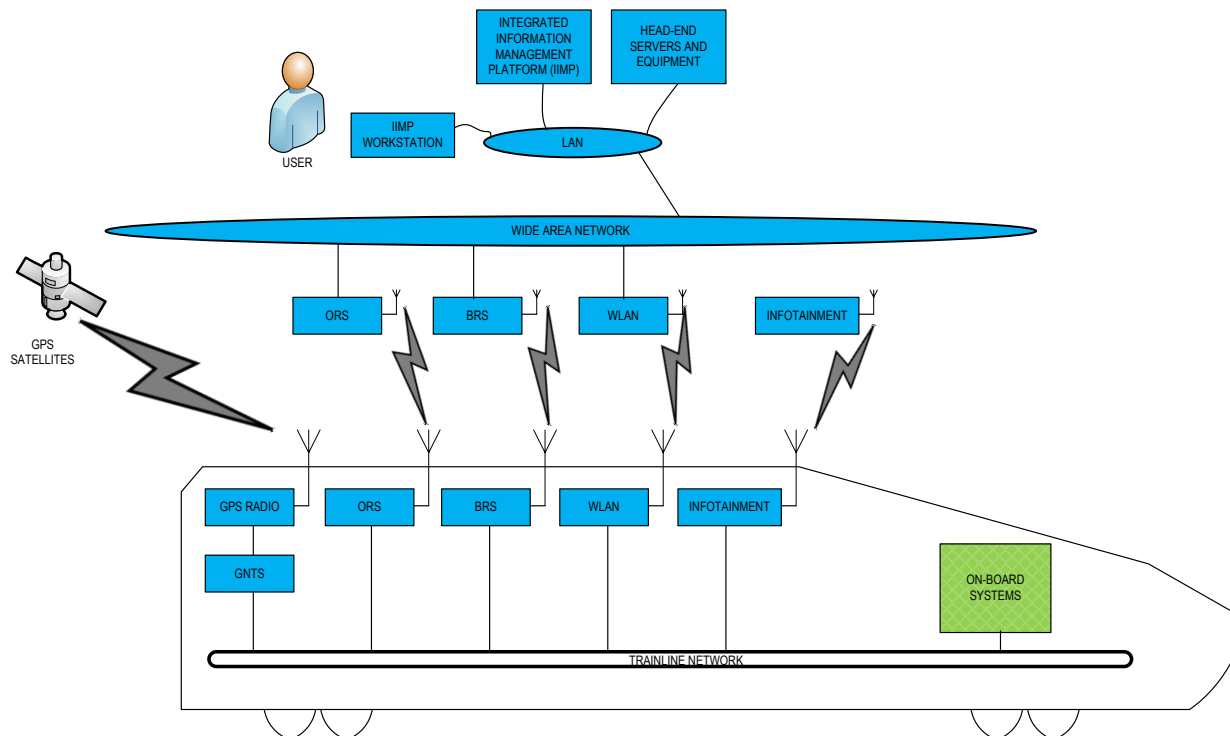 INTEGRATED
INFORMATION
MANAGEMENT
PLATFORM (IIMP)
HEAD-END
SERVERS AND
EQUIPMENT
IIMP
WORKSTATION
LAN
USER
WIDE AREA NETWORK
ORS
BRS
WLAN
INFOTAINMENT
GPS
SATELLITES
GPS RADIO
ORS
BRS
WLAN
INFOTAINMENT
GNTS
ON-BOARD
SYSTEMS
TRAINLINE NETWORK